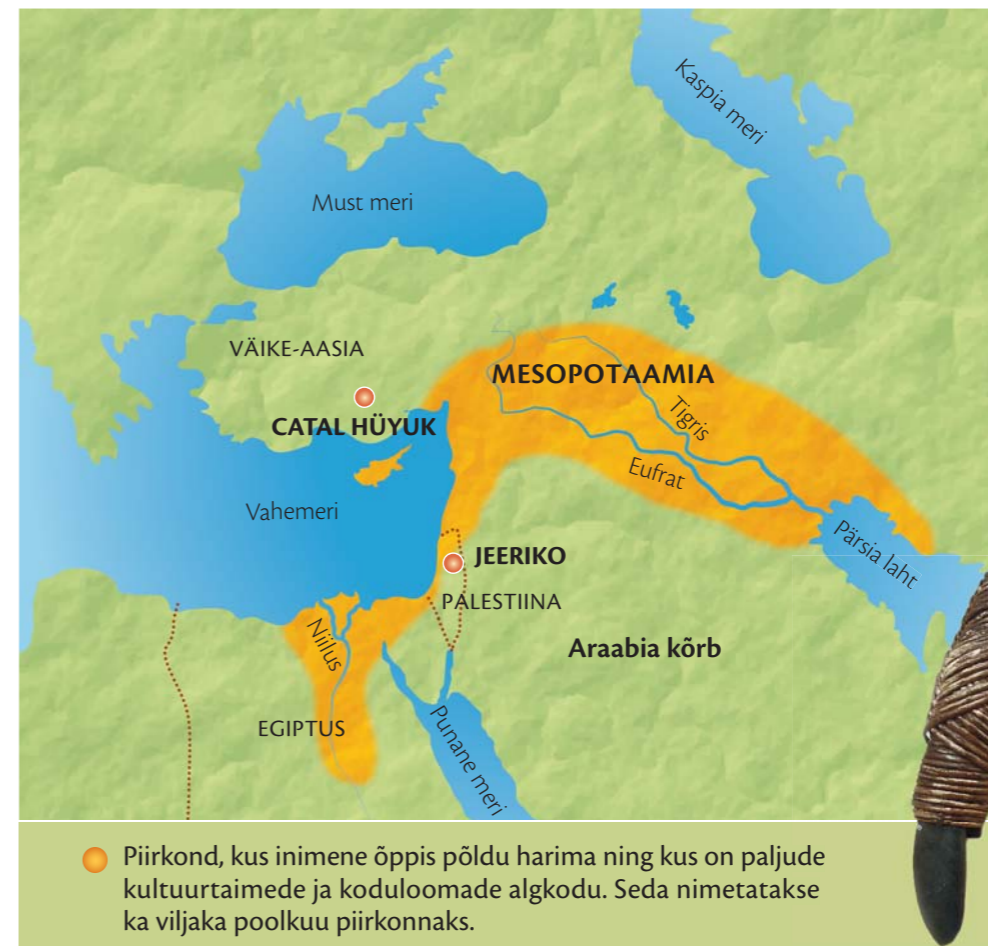 Kaspia meri
Must meri
VÄIKE-AASIA
MESOPOTAAMIA
CATAL HÜYUK
Tigris
Eufrat
Vahemeri
Pärsia laht
JEERIKO
PALESTIINA
Niilus
Araabia kõrb
EGIPTUS
Punane meri
Piirkond, kus inimene õppis põldu harima ning kus on paljude
kultuurtaimede ja koduloomade algkodu. Seda nimetatakse
ka viljaka poolkuu piirkonnaks.